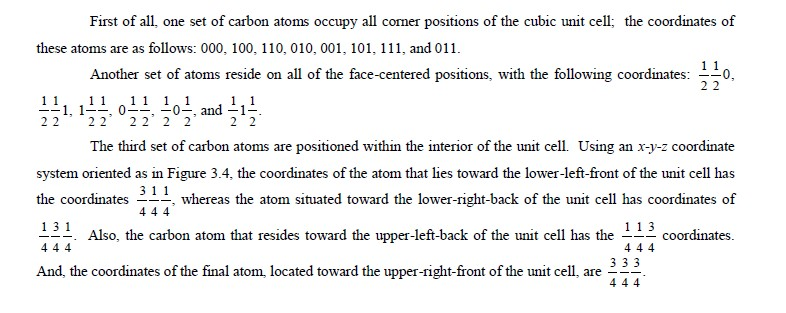 First of all, one set of carbon atoms occupy all corner positions of the cubic unit cell; the coordinates of
these atoms are as follows: 000, 100, 110, 010, 001, 101, 111, and 011.
Another set of atoms reside on all of the face-centered positions, with the following coordinates: 1/2 1/2 0,
1/2 1/2 1, 1 1/2 1/2, 0 1/2 1/2, 1/2 0 1/2, and 1/2 1 1/2.
The third set of carbon atoms are positioned within the interior of the unit cell. Using an x-y-z coordinate
system oriented as in Figure 3.4, the coordinates of the atom that lies toward the lower-left-front of the unit cell has
the coordinates 3/4 1/4 1/4, whereas the atom situated toward the lower-right-back of the unit cell has coordinates of
1/4 3/4 1/4. Also, the carbon atom that resides toward the upper-left-back of the unit cell has the 1/4 1/4 3/4 coordinates.
And, the coordinates of the final atom, located toward the upper-right-front of the unit cell, are 3/4 3/4 3/4.